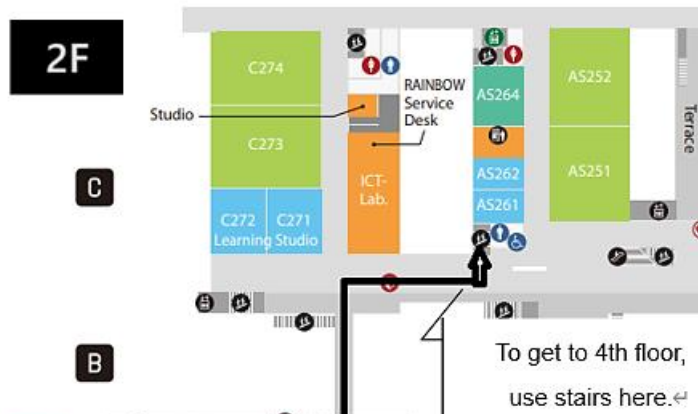 2F
C274
AS252
RAINBOW
Service
Desk
AS264
Studio
C273
Terrace
ICT-
Lab.
AS262
AS251
C
C272
C271
AS261
Learning Studio
B
To get to 4th floor,
use stairs here.↵